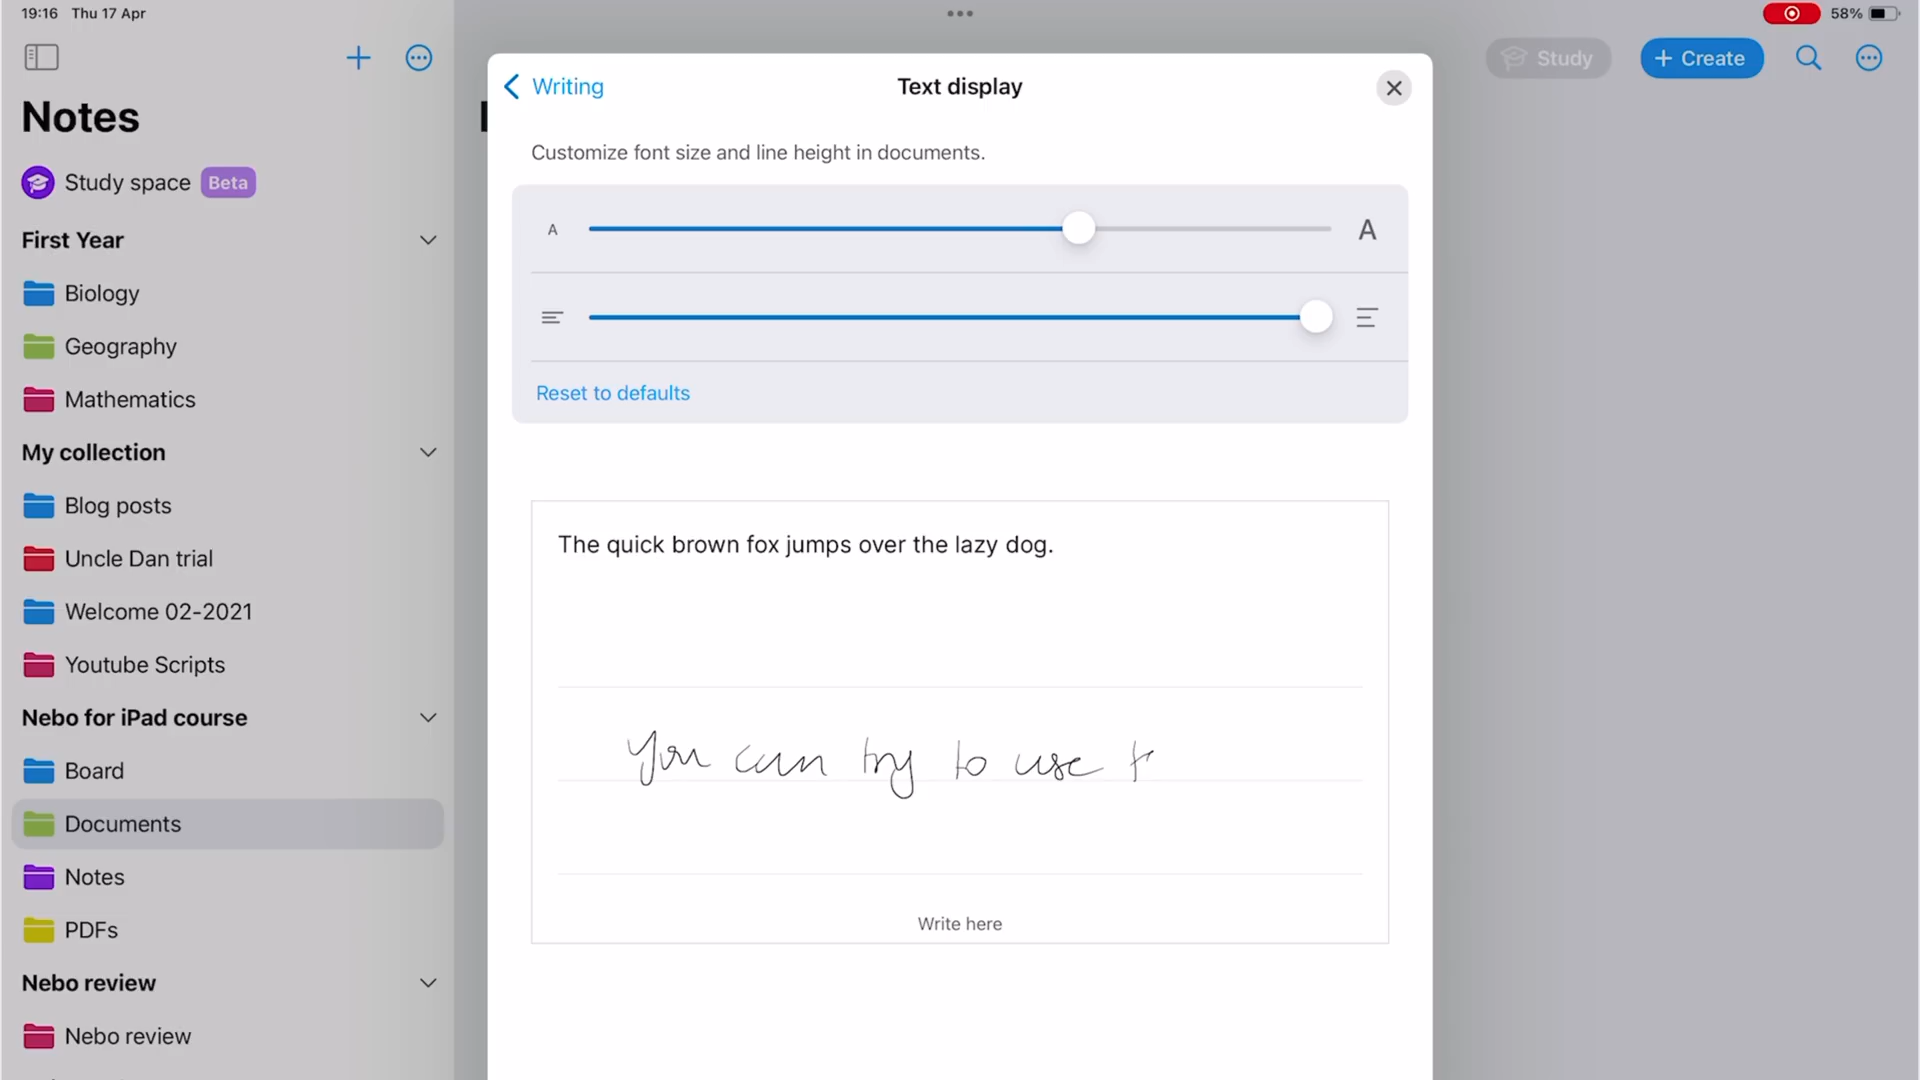 19:16 Thu 17 Apr
58%
Study
+ Create
Notes
Study space Beta
First Year
Biology
Geography
Mathematics
My collection
Blog posts
Uncle Dan trial
Welcome 02-2021
Youtube Scripts
Nebo for iPad course
Board
Documents
Notes
PDFs
Nebo review
Nebo review
Writing
Text display
Customize font size and line height in documents.
A A
Reset to defaults
The quick brown fox jumps over the lazy dog.
You can try to use
Write here